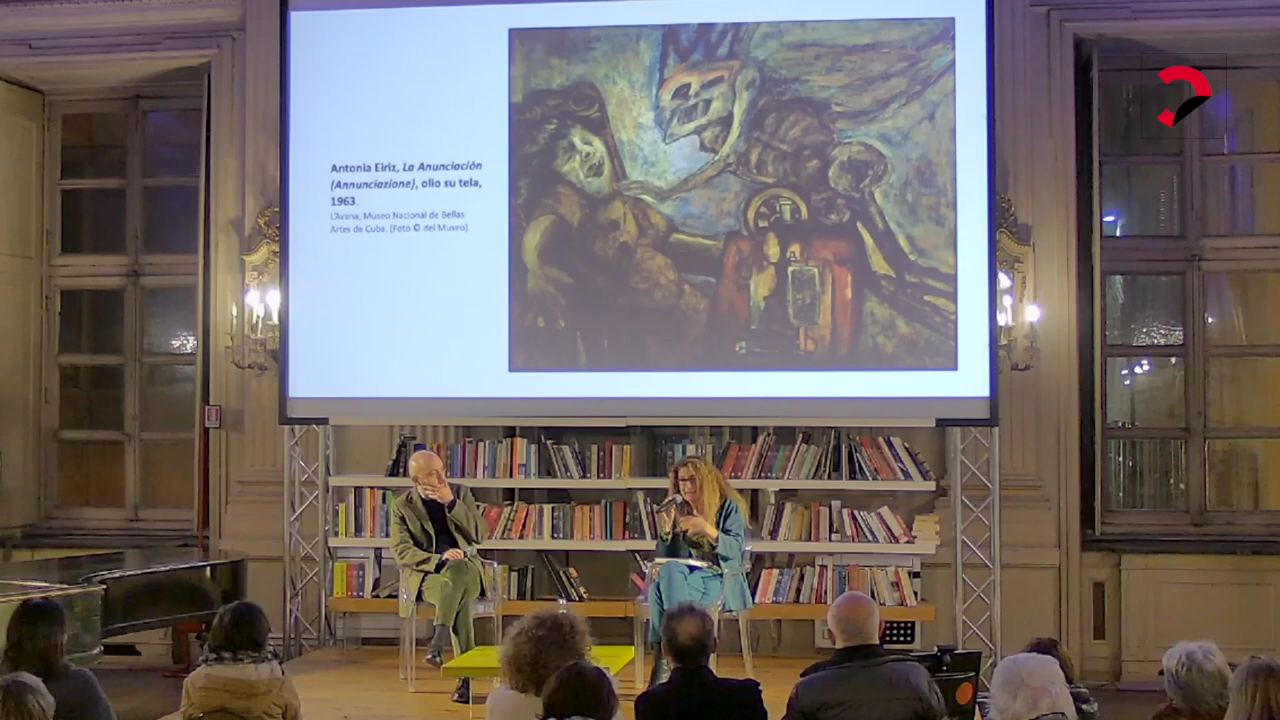 Antonia Eiriz, La Anunciación
(Annunciazione), olio su tela,
1963.
L'Avana, Museo Nacional de Bellas
Artes de Cuba. (Foto © del Museo).